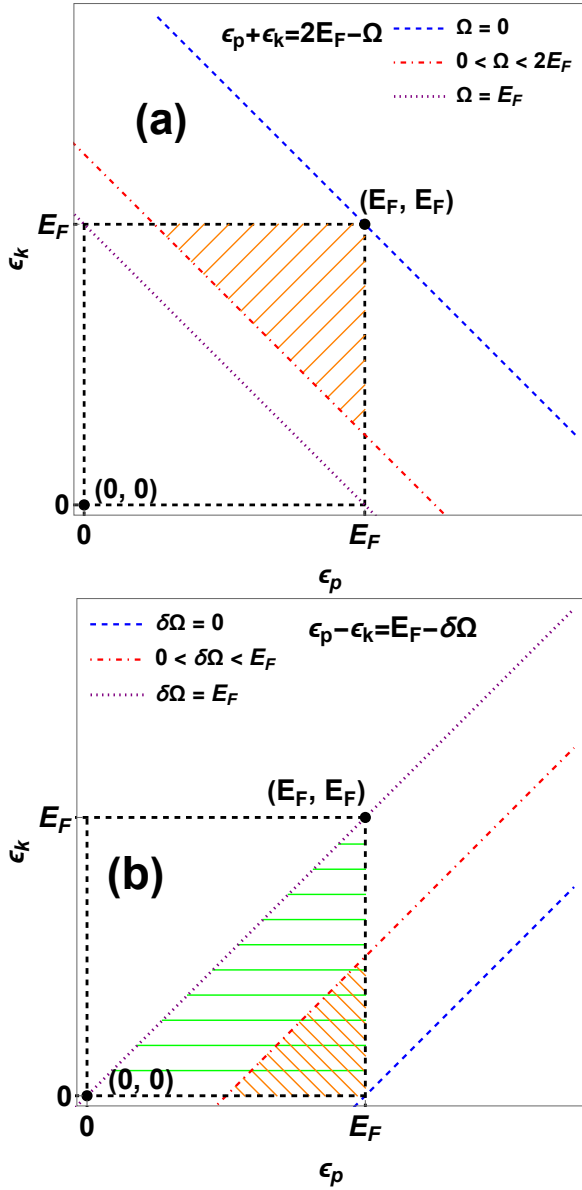 ϵp+ϵk=2EF−Ω
Ω = 0
0 < Ω < 2EF
Ω = EF
(a)
(EF, EF)
EF
ϵk
(0, 0)
0
0
EF
ϵp
δΩ = 0
0 < δΩ < EF
δΩ = EF
ϵp−ϵk=EF−δΩ
(EF, EF)
EF
ϵk
(b)
(0, 0)
0
0
EF
ϵp